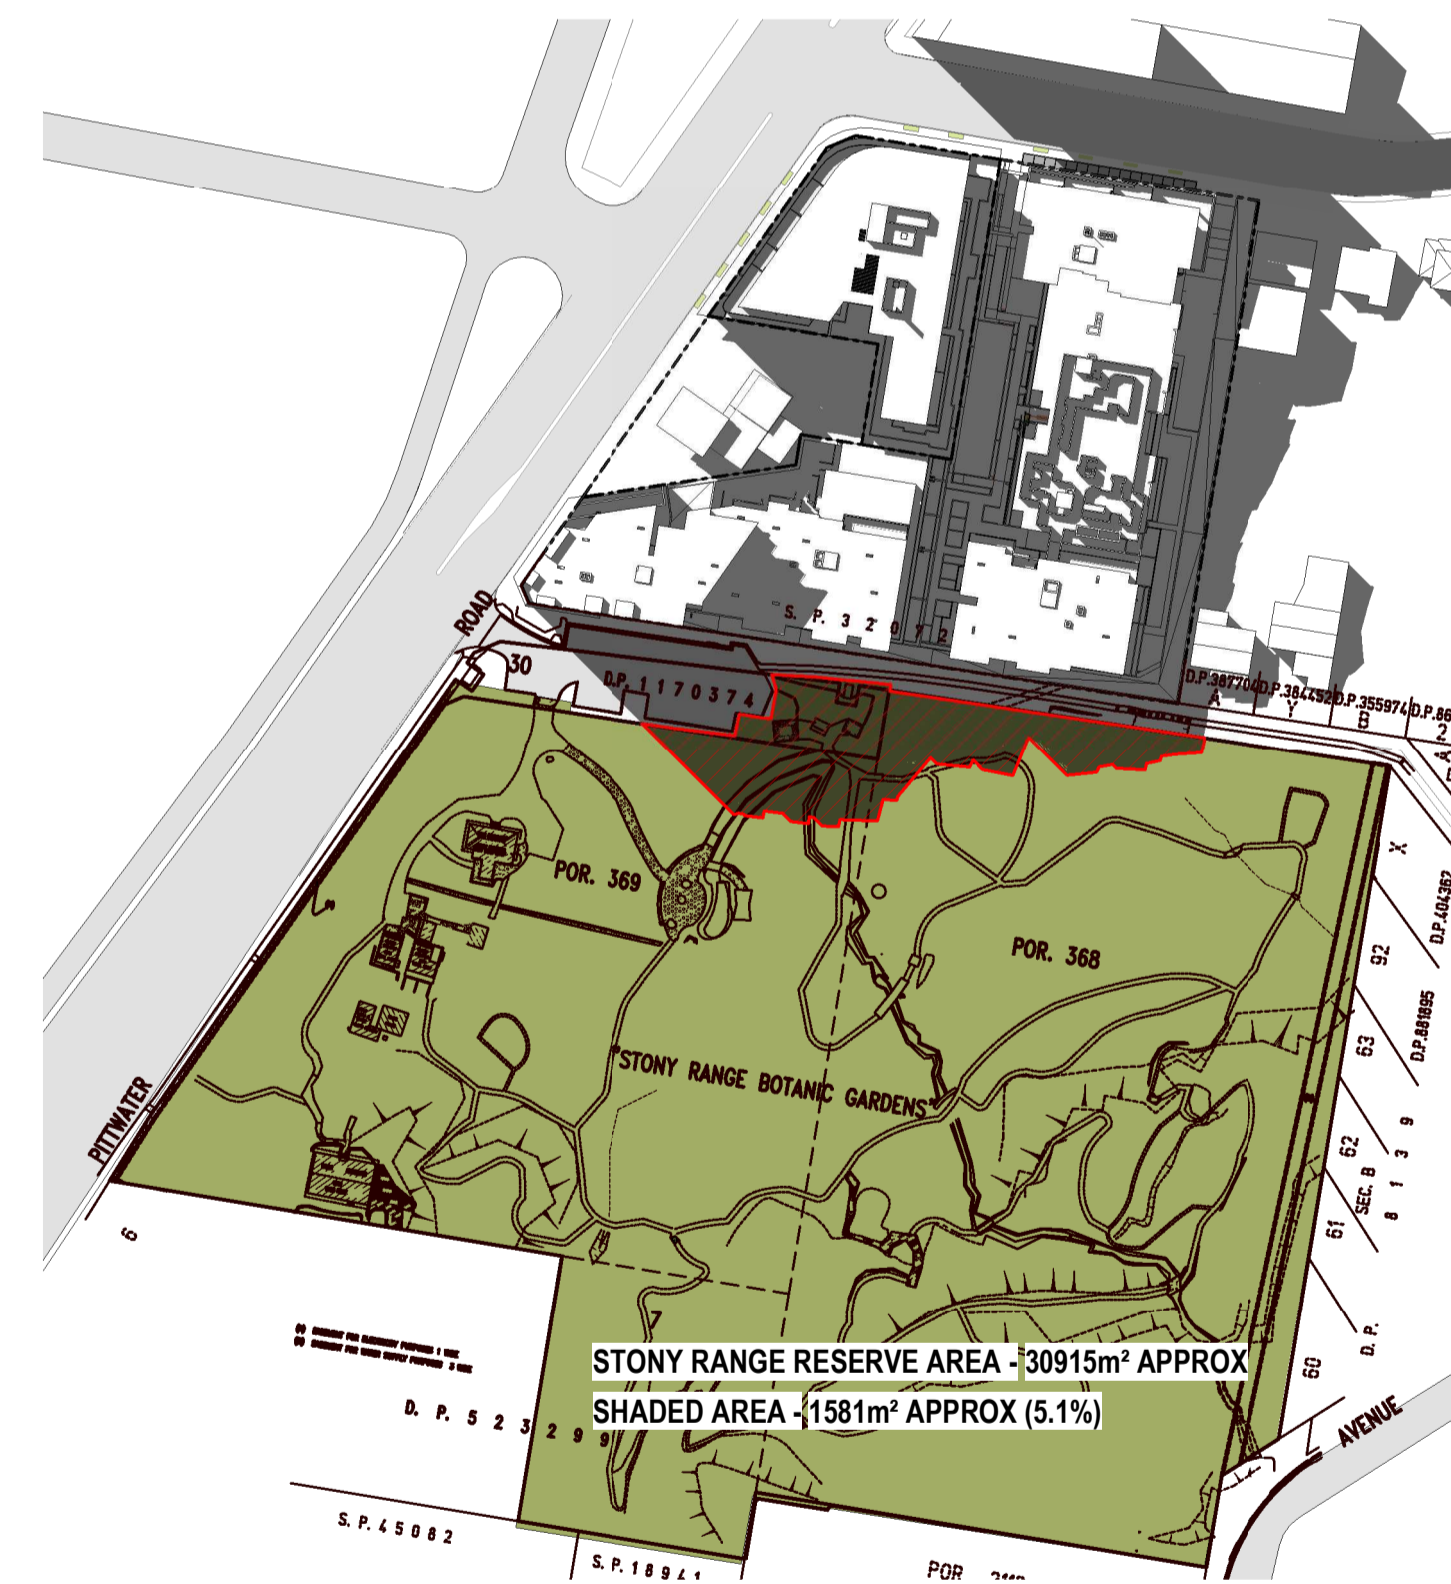 S. P. 3 2 0 7 2
ROAD
30
D.P. 1 1 7 0 3 7 4
D.P.387704
D.P.384452
D.P.355974
D.P.86
A
Y
B
2
POR. 369
POR. 368
X
D.P.404362
92
D.P.881895
63
"STONY RANGE BOTANIC GARDENS"
PITTWATER
62
SEC. B
8 1 3 9
61
6
7
D. P.
60
STONY RANGE RESERVE AREA - 30915m² APPROX
SHADED AREA - 1581m² APPROX (5.1%)
AVENUE
D. P. 5 2 3 2 9 9
S. P. 4 5 0 8 2
S. P. 1 8 9 4 1
POR